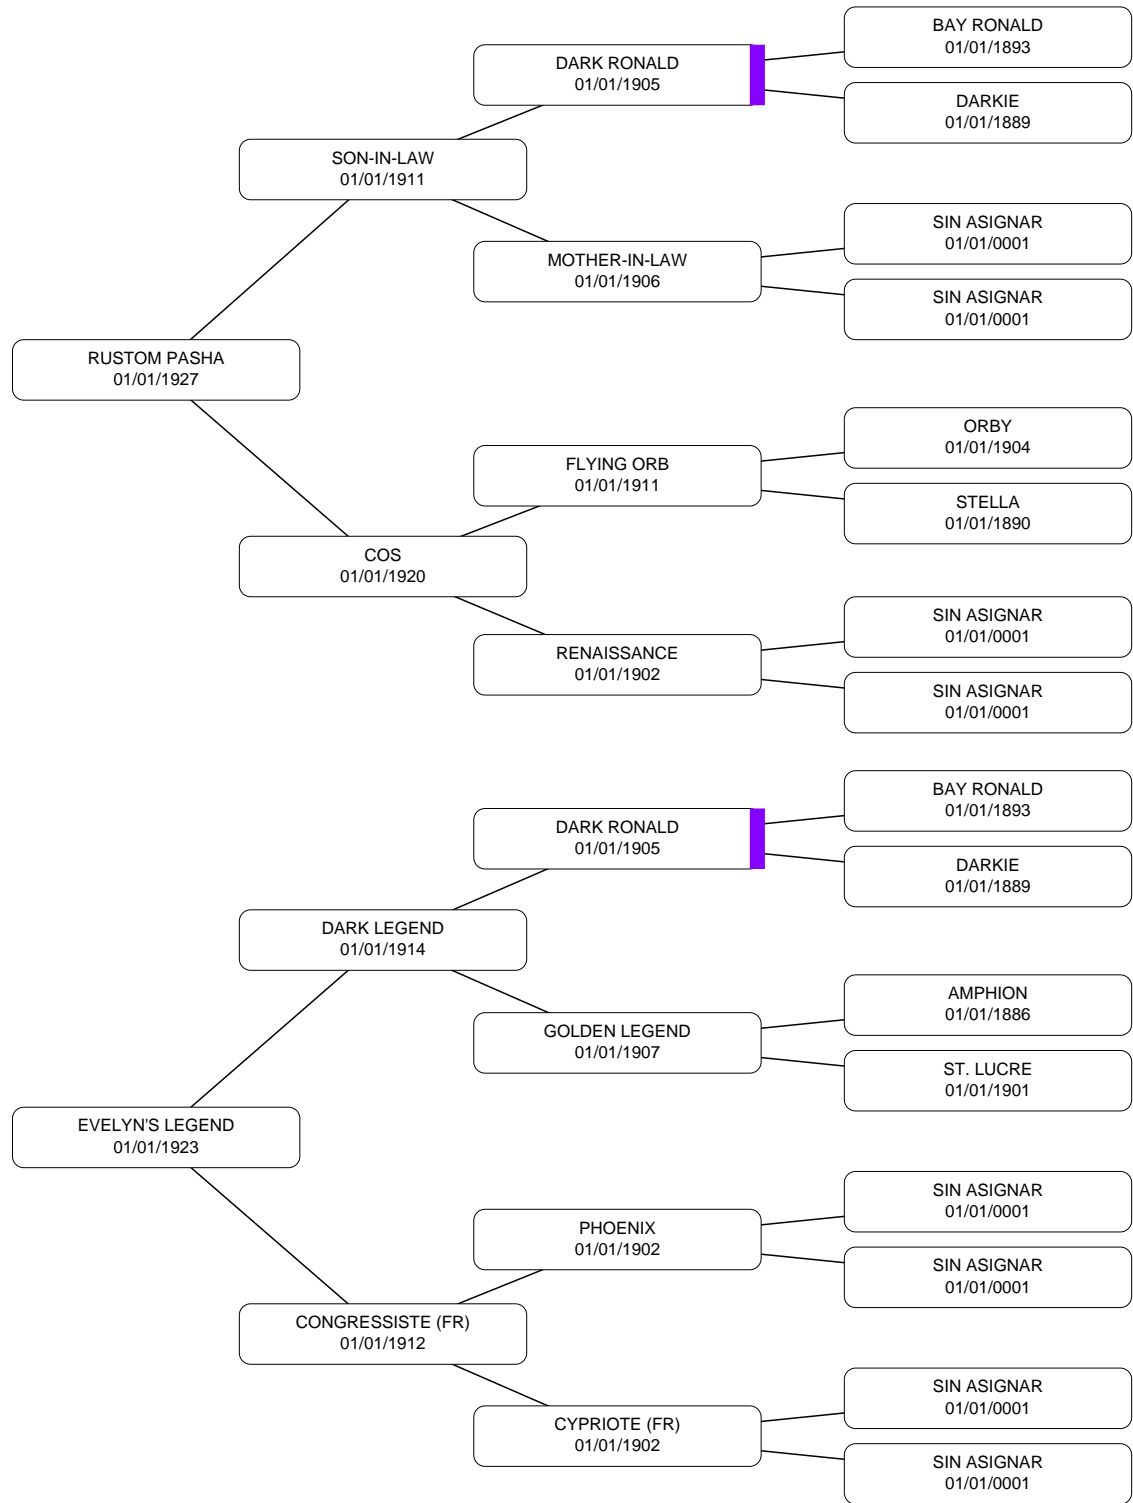 BAY RONALD
01/01/1893
DARK RONALD
01/01/1905
DARKIE
01/01/1889
SON-IN-LAW
01/01/1911
SIN ASIGNAR
01/01/0001
MOTHER-IN-LAW
01/01/1906
SIN ASIGNAR
01/01/0001
RUSTOM PASHA
01/01/1927
ORBY
01/01/1904
FLYING ORB
01/01/1911
STELLA
01/01/1890
COS
01/01/1920
SIN ASIGNAR
01/01/0001
RENAISSANCE
01/01/1902
SIN ASIGNAR
01/01/0001
BAY RONALD
01/01/1893
DARK RONALD
01/01/1905
DARKIE
01/01/1889
DARK LEGEND
01/01/1914
AMPHION
01/01/1886
GOLDEN LEGEND
01/01/1907
ST. LUCRE
01/01/1901
EVELYN'S LEGEND
01/01/1923
SIN ASIGNAR
01/01/0001
PHOENIX
01/01/1902
SIN ASIGNAR
01/01/0001
CONGRESSISTE (FR)
01/01/1912
SIN ASIGNAR
01/01/0001
CYPRIOTE (FR)
01/01/1902
SIN ASIGNAR
01/01/0001